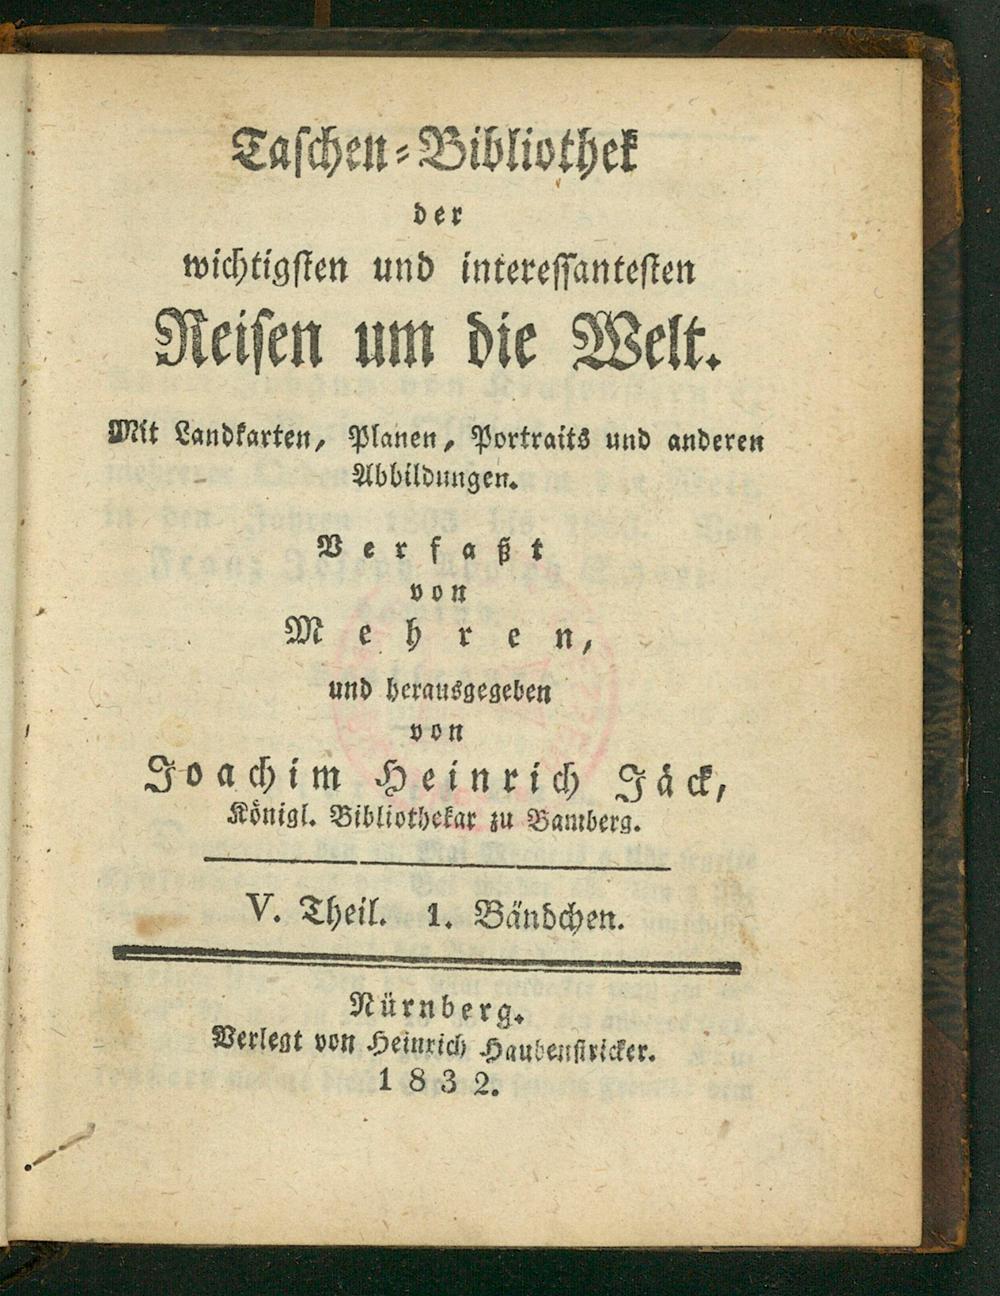 Taschen-Bibliothek
der
wichtigsten und interessantesten
Reisen um die Welt.
Mit Landkarten, Planen, Portraits und anderen
Abbildungen.
Verfaßt
von
Mehren,
und herausgegeben
von
Joachim Heinrich Jäck,
Königl. Bibliothekar zu Bamberg.
V. Theil. 1. Bändchen.
Nürnberg.
Verlegt von Heinrich Haubenstricker.
1832.